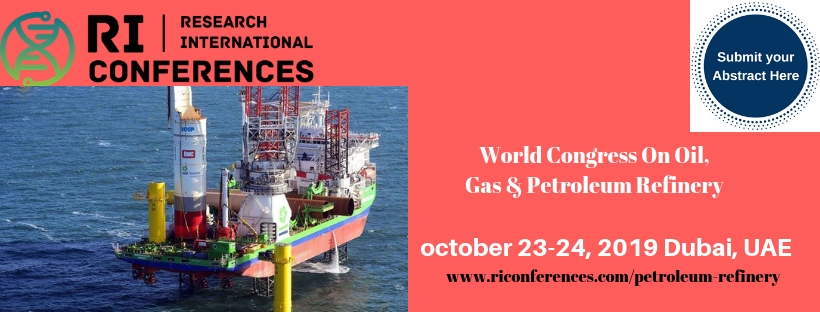 RI
RESEARCH
INTERNATIONAL
CONFERENCES
Submit your
Abstract Here
World Congress On Oil,
Gas & Petroleum Refinery
october 23-24, 2019 Dubai, UAE
www.riconferences.com/petroleum-refinery